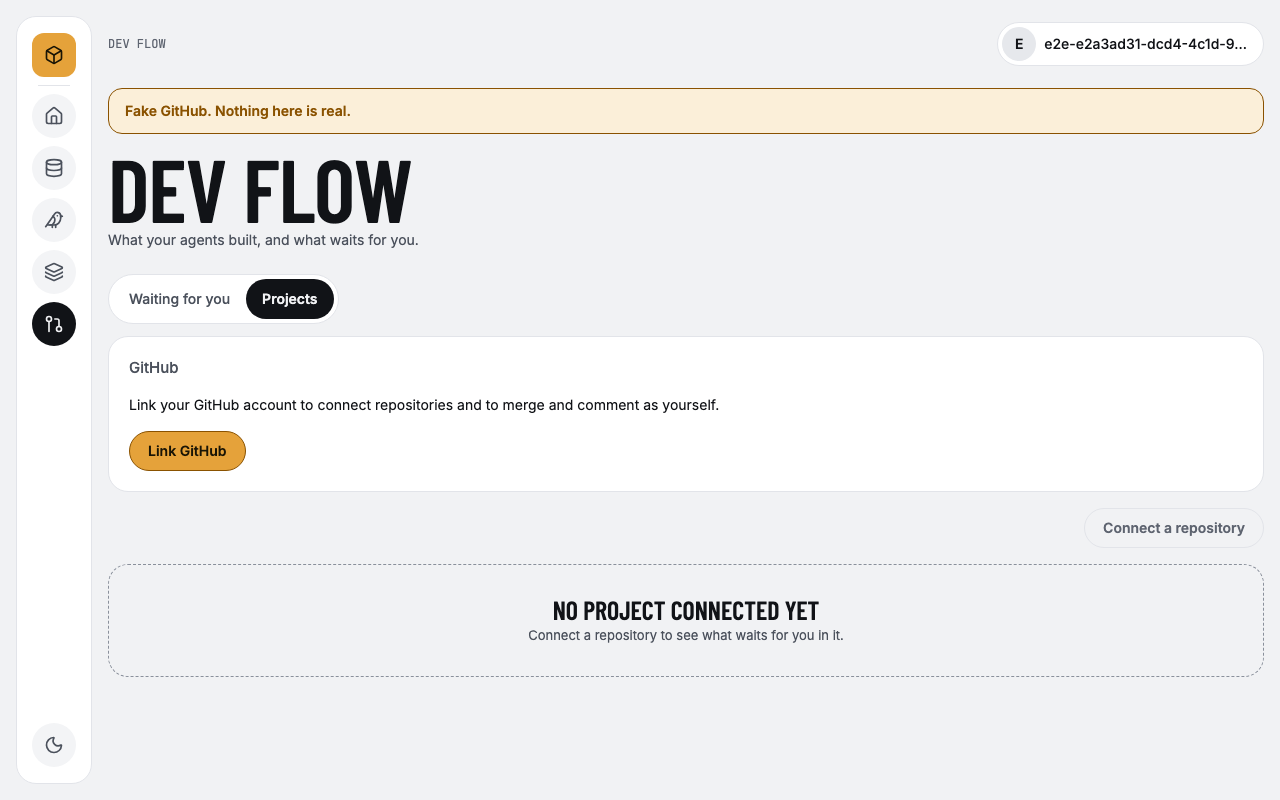 DEV FLOW
E
e2e-e2a3ad31-dcd4-4c1d-9...
Fake GitHub. Nothing here is real.
DEV FLOW
What your agents built, and what waits for you.
Waiting for you
Projects
GitHub
Link your GitHub account to connect repositories and to merge and comment as yourself.
Link GitHub
Connect a repository
NO PROJECT CONNECTED YET
Connect a repository to see what waits for you in it.